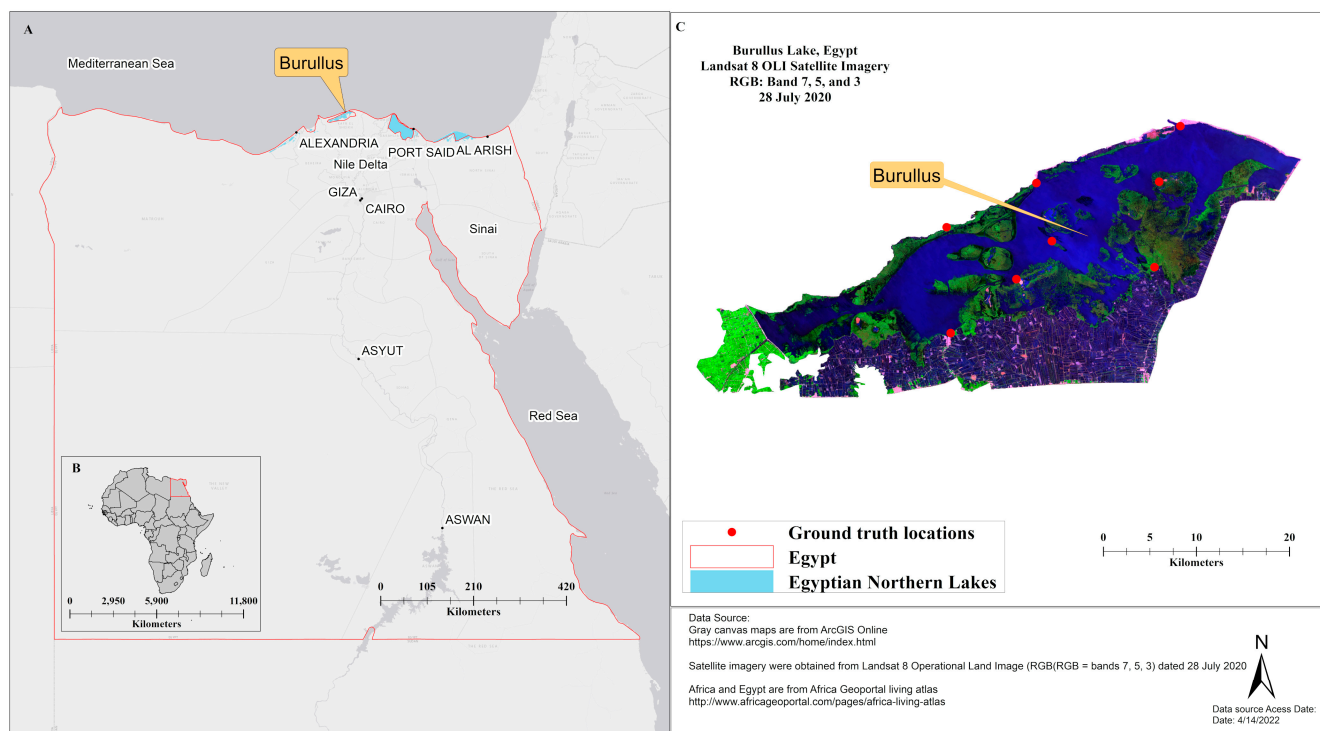 A
Mediterranean Sea
Burullus
ALEXANDRIA
PORT SAID
AL ARISH
Nile Delta
GIZA
CAIRO
Sinai
ASYUT
Red Sea
ASWAN
0 105 210 420
Kilometers
B
0 2,950 5,900 11,800
Kilometers
C
Burullus Lake, Egypt
Landsat 8 OLI Satellite Imagery
RGB: Band 7, 5, and 3
28 July 2020
Burullus
Ground truth locations
Egypt
Egyptian Northern Lakes
0 5 10 20
Kilometers
Data Source:
Gray canvas maps are from ArcGIS Online
https://www.arcgis.com/home/index.html
Satellite imagery were obtained from Landsat 8 Operational Land Image (RGB(RGB = bands 7, 5, 3) dated 28 July 2020
Africa and Egypt are from Africa Geoportal living atlas
http://www.africageoportal.com/pages/africa-living-atlas
N
Data source Acess Date:
Date: 4/14/2022